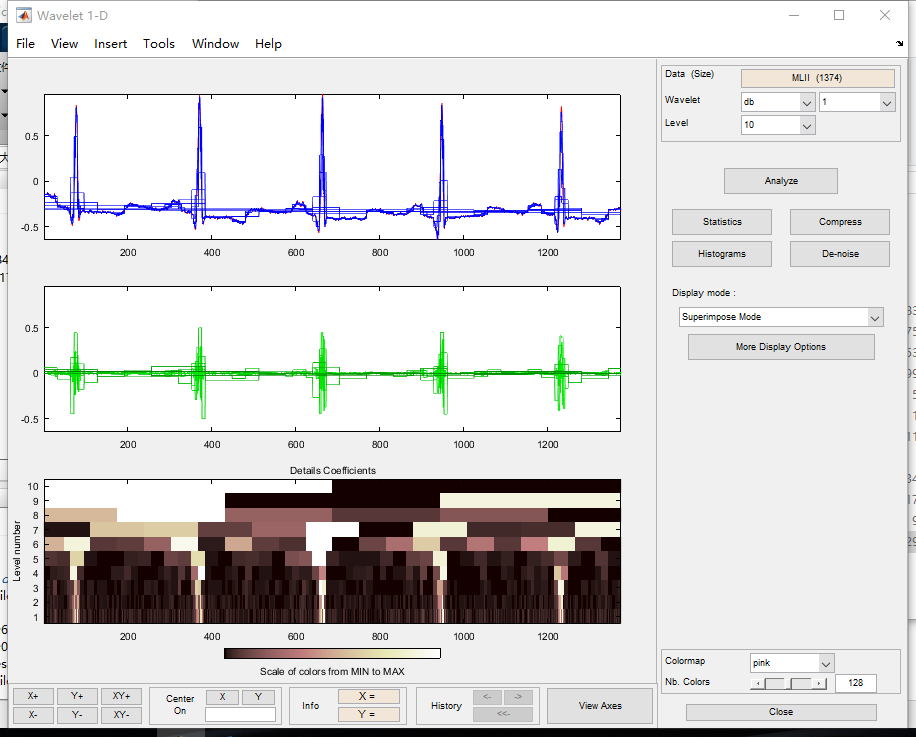 Wavelet 1-D
File View Insert Tools Window Help
Data (Size) MLII (1374)
Wavelet db 1
Level 10
Analyze
Statistics Compress
Histograms De-noise
Display mode :
Superimpose Mode
More Display Options
0.5
0
-0.5
200 400 600 800 1000 1200
0.5
0
-0.5
200 400 600 800 1000 1200
Details Coefficients
Level number
10
9
8
7
6
5
4
3
2
1
200 400 600 800 1000 1200
Scale of colors from MIN to MAX
Colormap pink
Nb. Colors 128
Close
X+ Y+ XY+
X- Y- XY-
Center On X Y
Info X = Y =
History <- -> <<-
View Axes